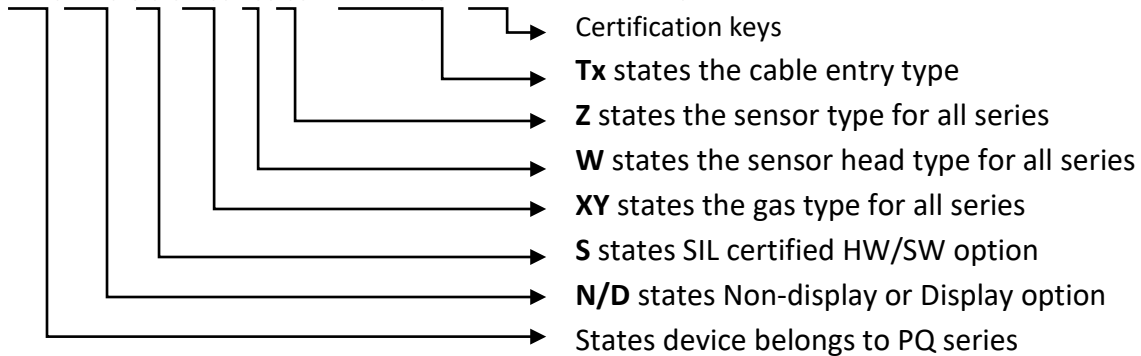 Certification keys
Tx states the cable entry type
Z states the sensor type for all series
W states the sensor head type for all series
XY states the gas type for all series
S states SIL certified HW/SW option
N/D states Non-display or Display option
States device belongs to PQ series